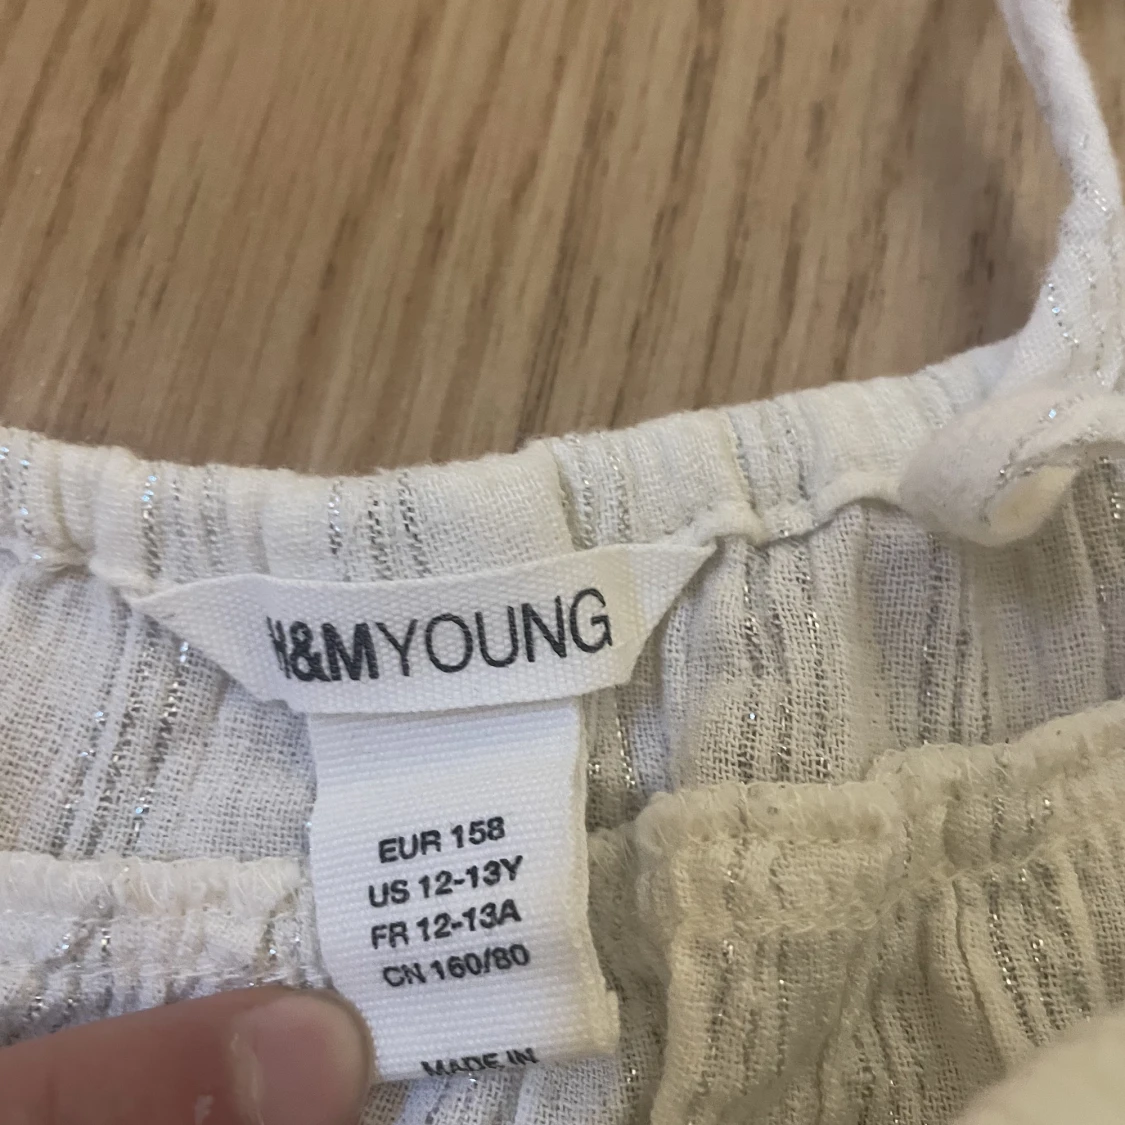 H&MYOUNG
EUR 158
US 12-13Y
FR 12-13A
CN 160/80
MADE IN